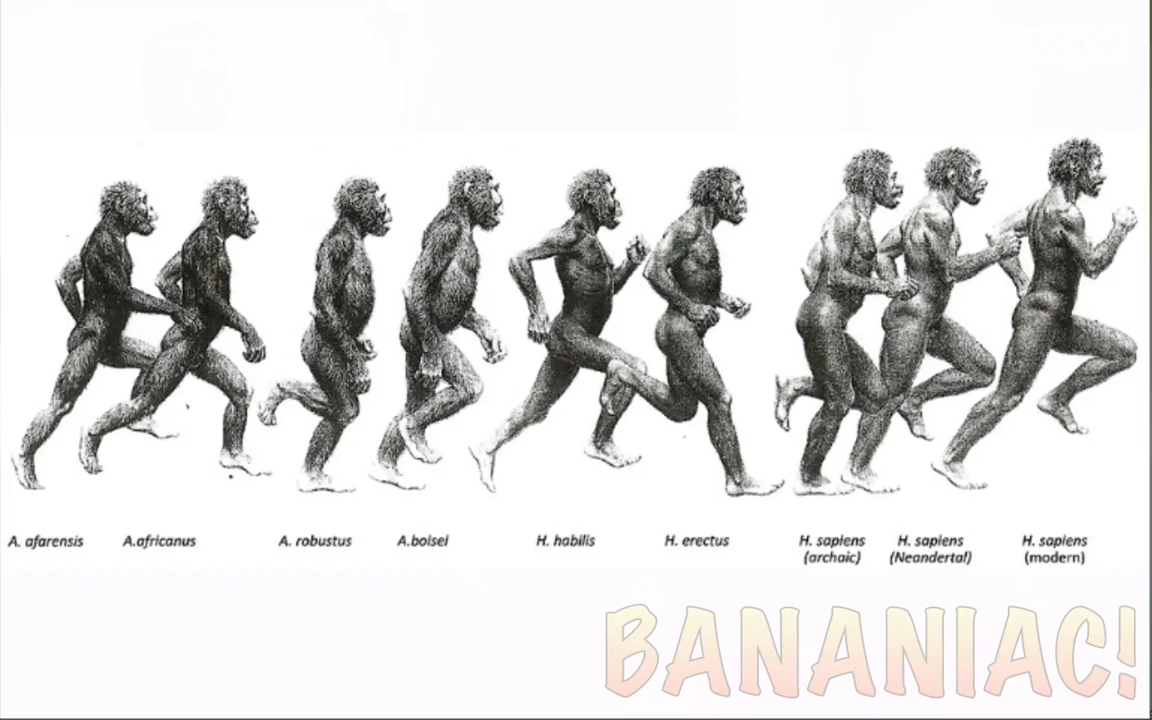 A. afarensis
A.africanus
A. robustus
A.boisei
H. habilis
H. erectus
H. sapiens
(archaic)
H. sapiens
(Neandertal)
H. sapiens
(modern)
BANANIAC!